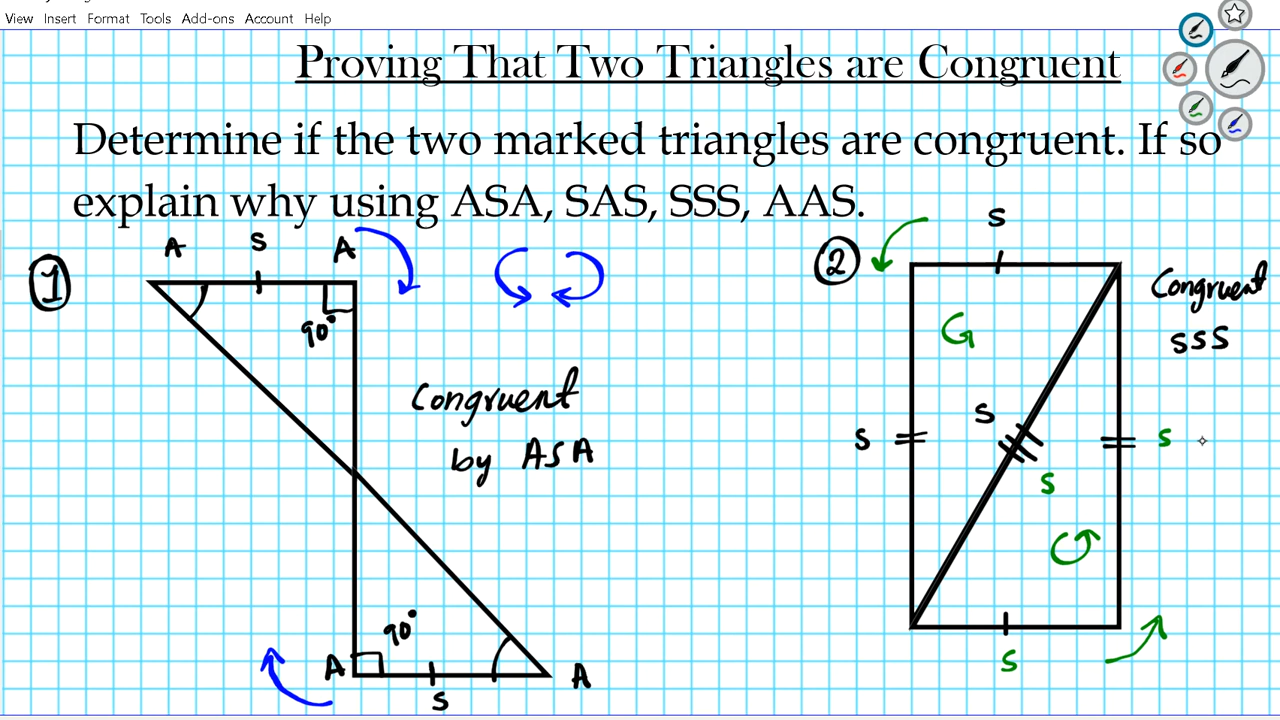 View Insert Format Tools Add-ons Account Help
Proving That Two Triangles are Congruent
Determine if the two marked triangles are congruent. If so
explain why using ASA, SAS, SSS, AAS.
1
A S A
90°
Congruent
by ASA
90°
A
S
A
2
S
Congruent
SSS
G
S
S
S
S
S